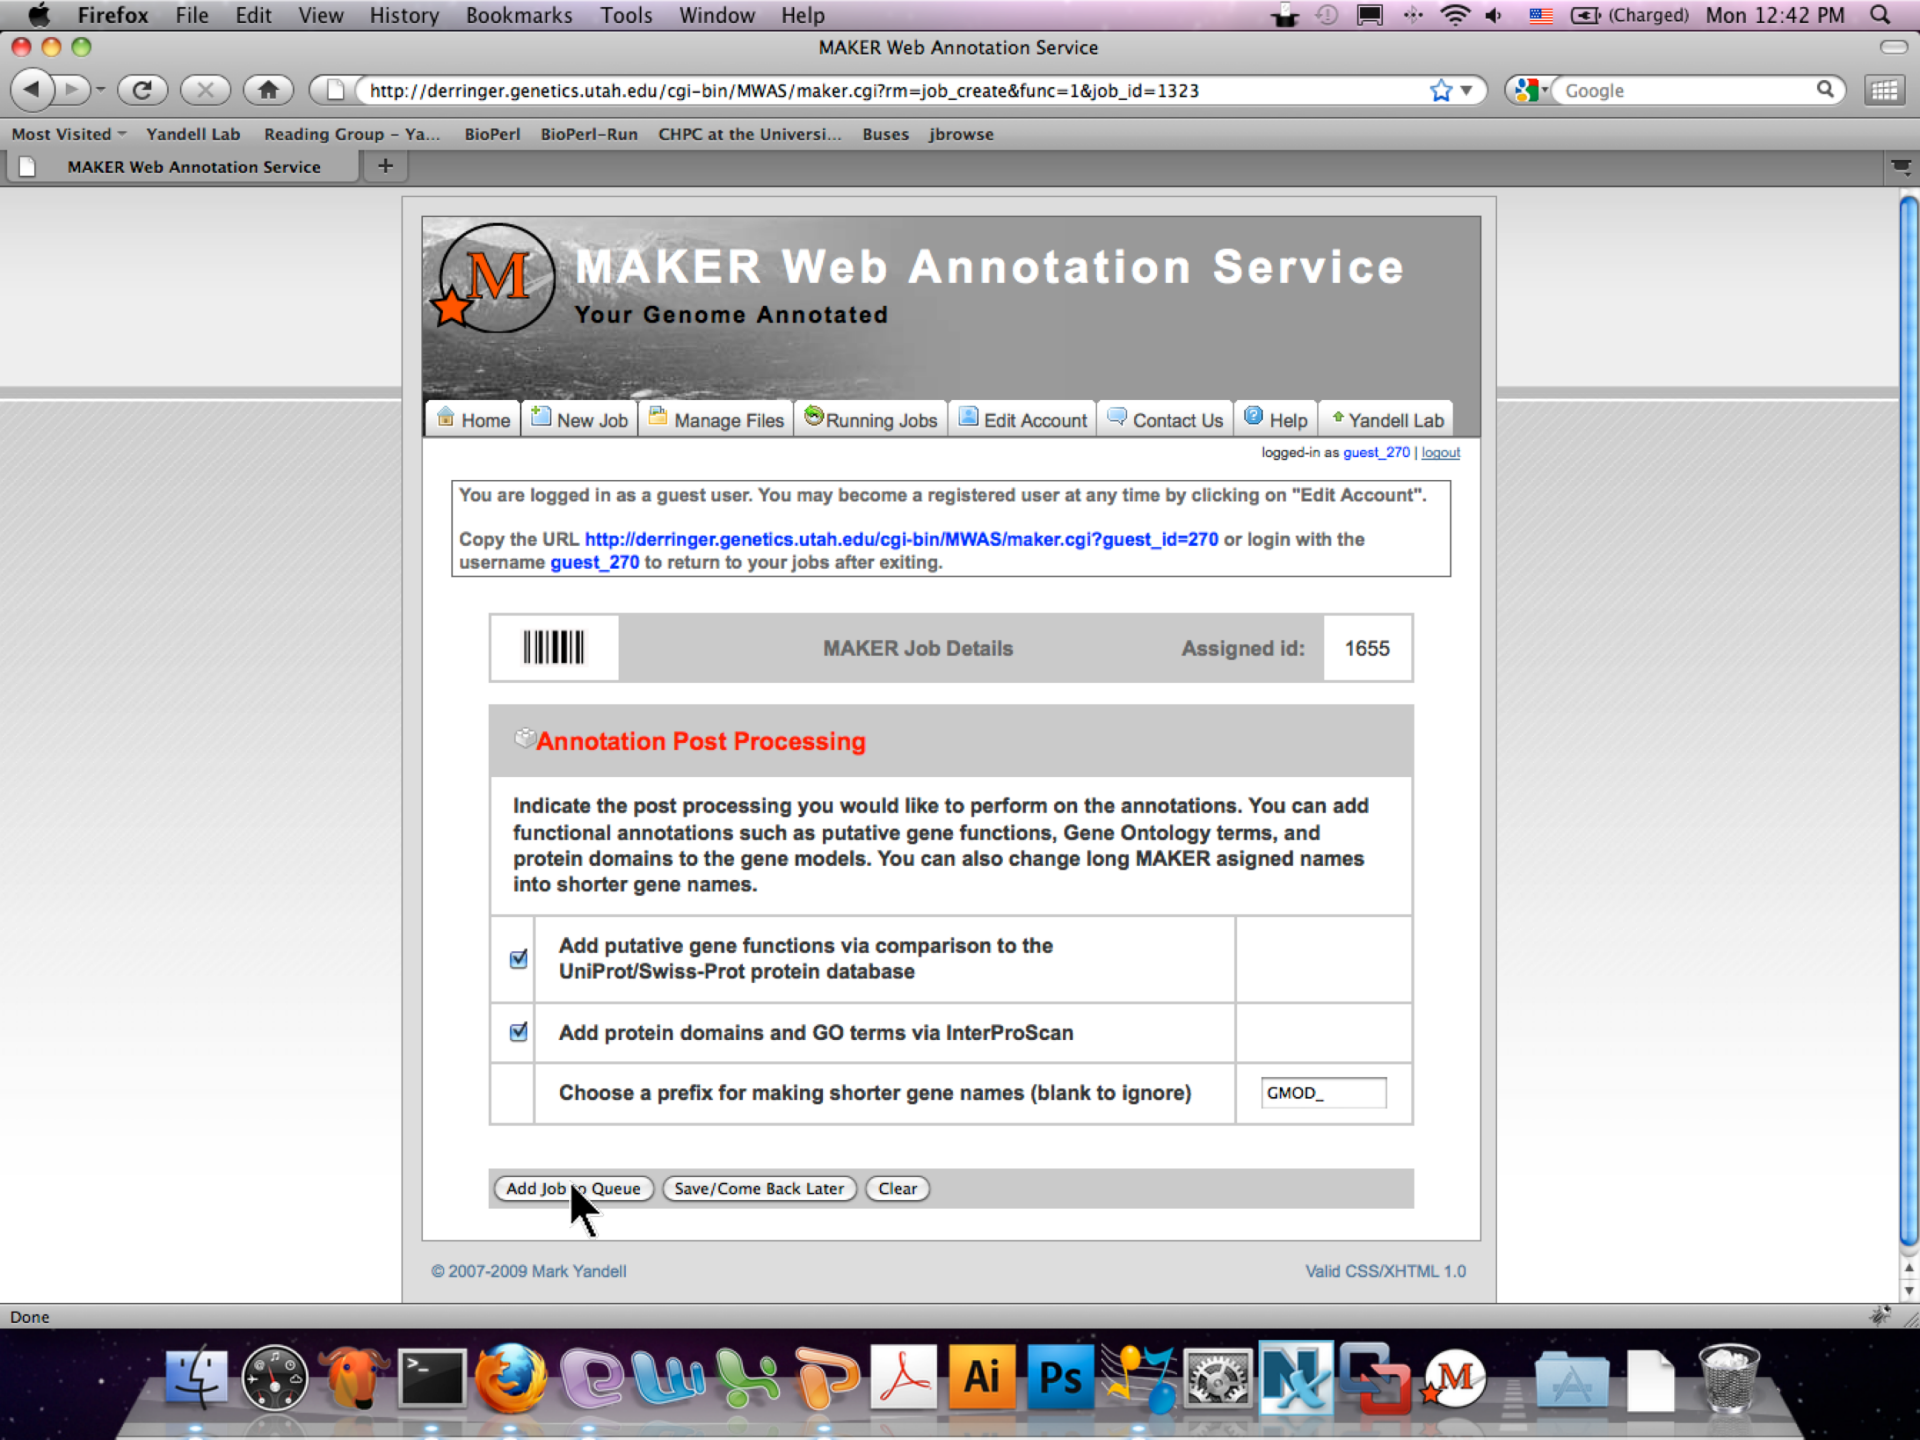 Firefox File Edit View History Bookmarks Tools Window Help (Charged) Mon 12:42 PM
MAKER Web Annotation Service
http://derringer.genetics.utah.edu/cgi-bin/MWAS/maker.cgi?rm=job_create&func=1&job_id=1323 Google
Most Visited Yandell Lab Reading Group - Ya... BioPerl BioPerl-Run CHPC at the Universi... Buses jbrowse
MAKER Web Annotation Service +
M MAKER Web Annotation Service
Your Genome Annotated
Home New Job Manage Files Running Jobs Edit Account Contact Us Help Yandell Lab
logged-in as guest_270 | logout
You are logged in as a guest user. You may become a registered user at any time by clicking on "Edit Account".
Copy the URL http://derringer.genetics.utah.edu/cgi-bin/MWAS/maker.cgi?guest_id=270 or login with the
username guest_270 to return to your jobs after exiting.
MAKER Job Details Assigned id: 1655
Annotation Post Processing
Indicate the post processing you would like to perform on the annotations. You can add
functional annotations such as putative gene functions, Gene Ontology terms, and
protein domains to the gene models. You can also change long MAKER asigned names
into shorter gene names.
Add putative gene functions via comparison to the
UniProt/Swiss-Prot protein database
Add protein domains and GO terms via InterProScan
Choose a prefix for making shorter gene names (blank to ignore) GMOD_
Add Job to Queue Save/Come Back Later Clear
© 2007-2009 Mark Yandell Valid CSS/XHTML 1.0
Done
Ai Ps M